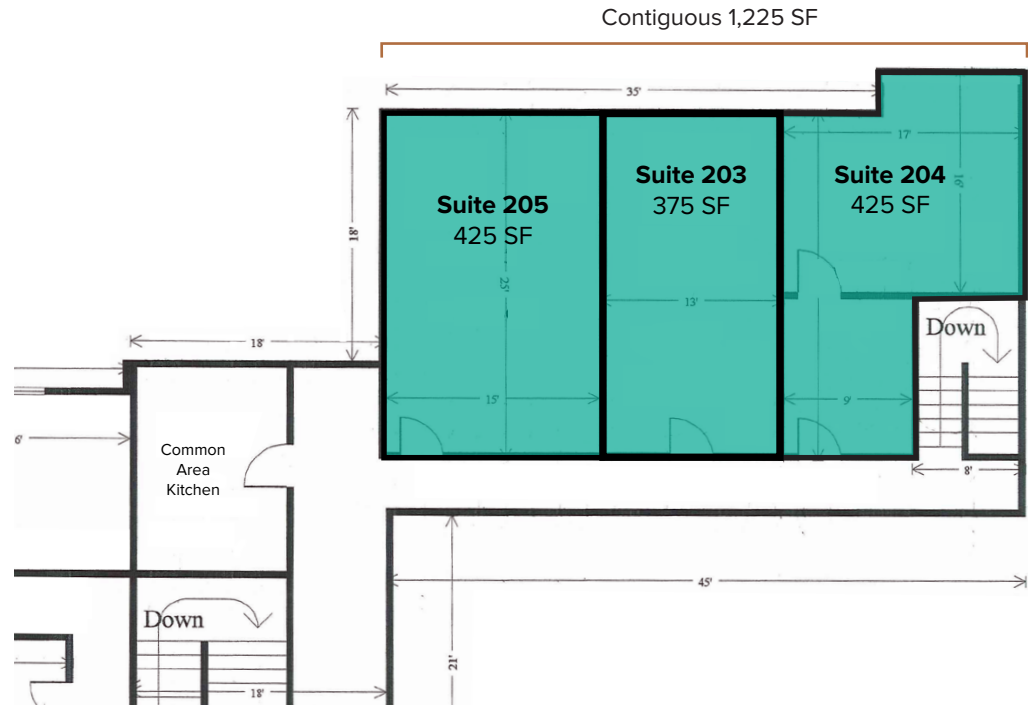 Contiguous 1,225 SF
35'
17'
Suite 205
425 SF
Suite 203
375 SF
Suite 204
425 SF
16'
18'
25'
13'
Down
18'
15'
9'
6'
Common
Area
Kitchen
8'
45'
Down
21'
18'